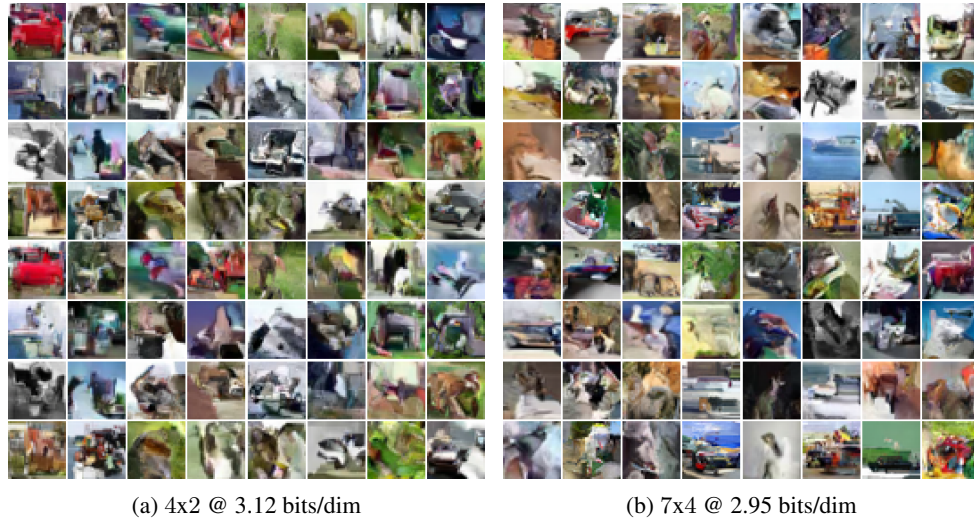 (a) 4x2 @ 3.12 bits/dim
(b) 7x4 @ 2.95 bits/dim